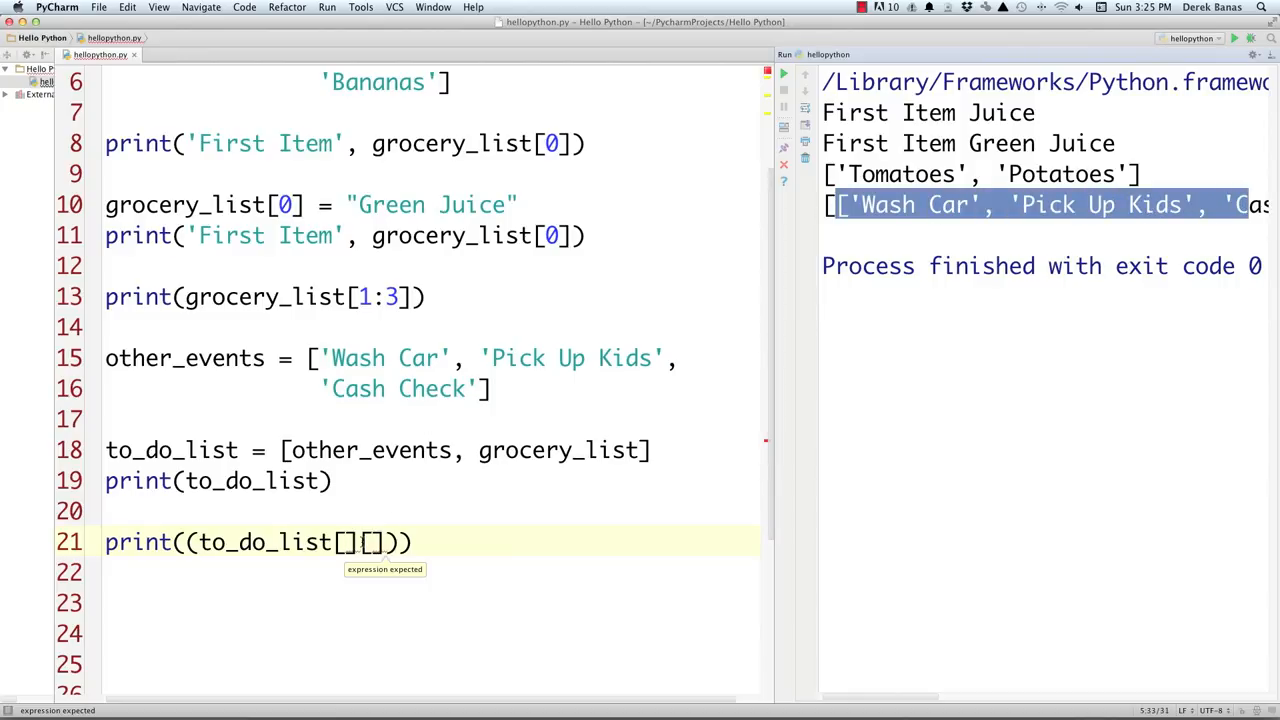 PyCharm File Edit View Navigate Code Refactor Run Tools VCS Window Help
10 Sun 3:25 PM Derek Banas
hellopython.py – Hello Python – [~/PycharmProjects/Hello Python]
Hello Python hellopython.py
hellopython
hellopython.py
Run hellopython
Hello P
hell
Externa
6 'Bananas']
7
8 print('First Item', grocery_list[0])
9
10 grocery_list[0] = "Green Juice"
11 print('First Item', grocery_list[0])
12
13 print(grocery_list[1:3])
14
15 other_events = ['Wash Car', 'Pick Up Kids',
16 'Cash Check']
17
18 to_do_list = [other_events, grocery_list]
19 print(to_do_list)
20
21 print((to_do_list[][]))
expression expected
22
23
24
25
26
/Library/Frameworks/Python.framewo
First Item Juice
First Item Green Juice
['Tomatoes', 'Potatoes']
[['Wash Car', 'Pick Up Kids', 'Cas
Process finished with exit code 0
expression expected
5:33/31 LF UTF-8